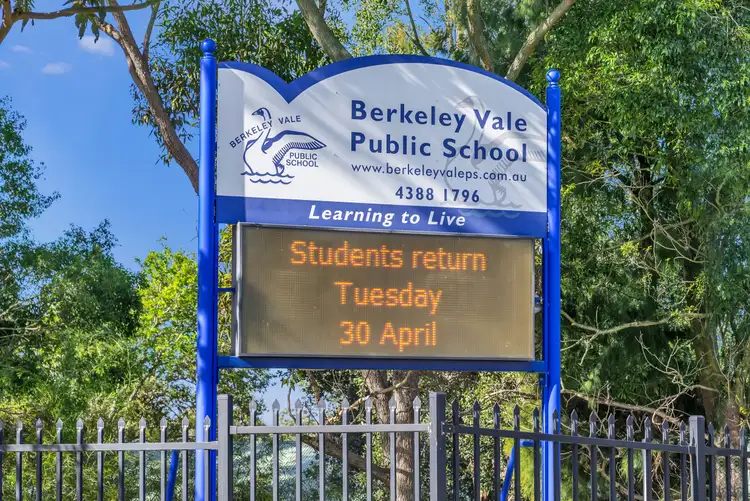 BERKELEY VALE
PUBLIC
SCHOOL
Berkeley Vale
Public School
www.berkeleyvaleps.com.au
4388 1796
Learning to Live
Students return
Tuesday
30 April